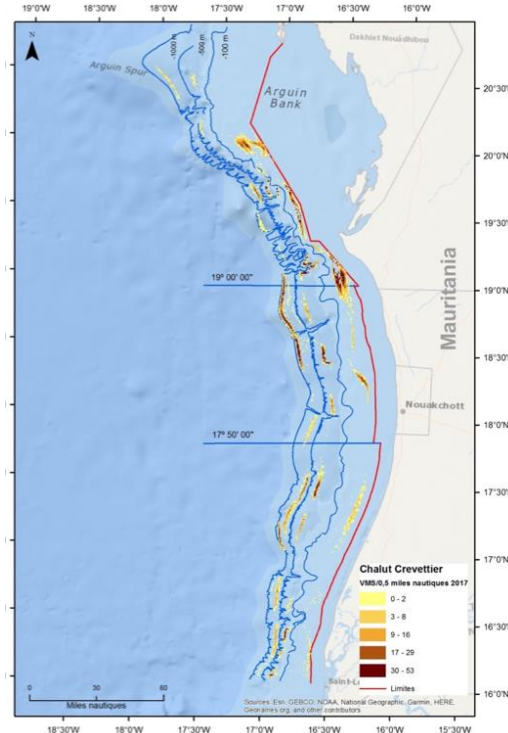 19°0'W 18°30'W 18°0'W 17°30'W 17°0'W 16°30'W 16°0'W
N
-1000 m
-500 m
-100 m
Dakhlet Nouâdhibou
Arguin Spur
Arguin
Bank
20°30'N
20°0'N
19°30'N
19° 00' 00"
19°0'N
Mauritania
18°30'N
Nouakchott
18°0'N
17° 50' 00"
17°30'N
17°0'N
Chalut Crevettier
VMS/0,5 miles nautiques 2017
0 - 2
3 - 8
9 - 16
17 - 29
30 - 53
Limites
16°30'N
Saint-Lo
16°0'N
0 30 60
Miles nautiques
Sources: Esri, GEBCO, NOAA, National Geographic, Garmin, HERE,
Geonames.org, and other contributors
18°30'W 18°0'W 17°30'W 17°0'W 16°30'W 16°0'W 15°30'W